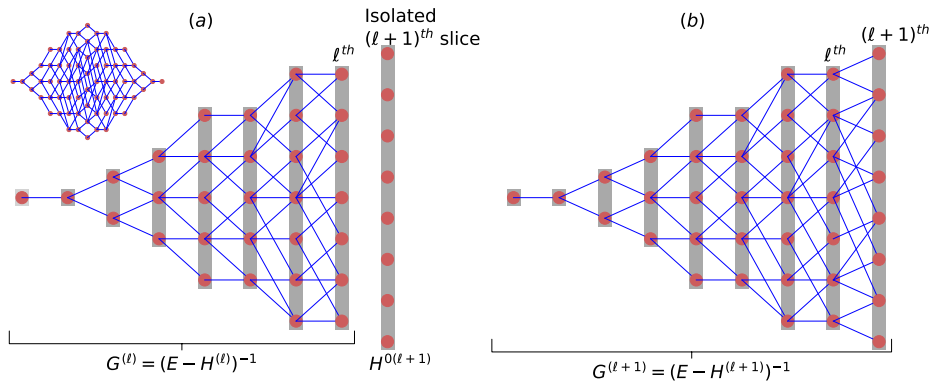 (a)
Isolated
(ℓ+1)^{th} slice
ℓ^{th}
G^{(ℓ)} = (E − H^{(ℓ)})^{−1}
H^{0(ℓ+1)}
(b)
ℓ^{th}
(ℓ+1)^{th}
G^{(ℓ+1)} = (E − H^{(ℓ+1)})^{−1}